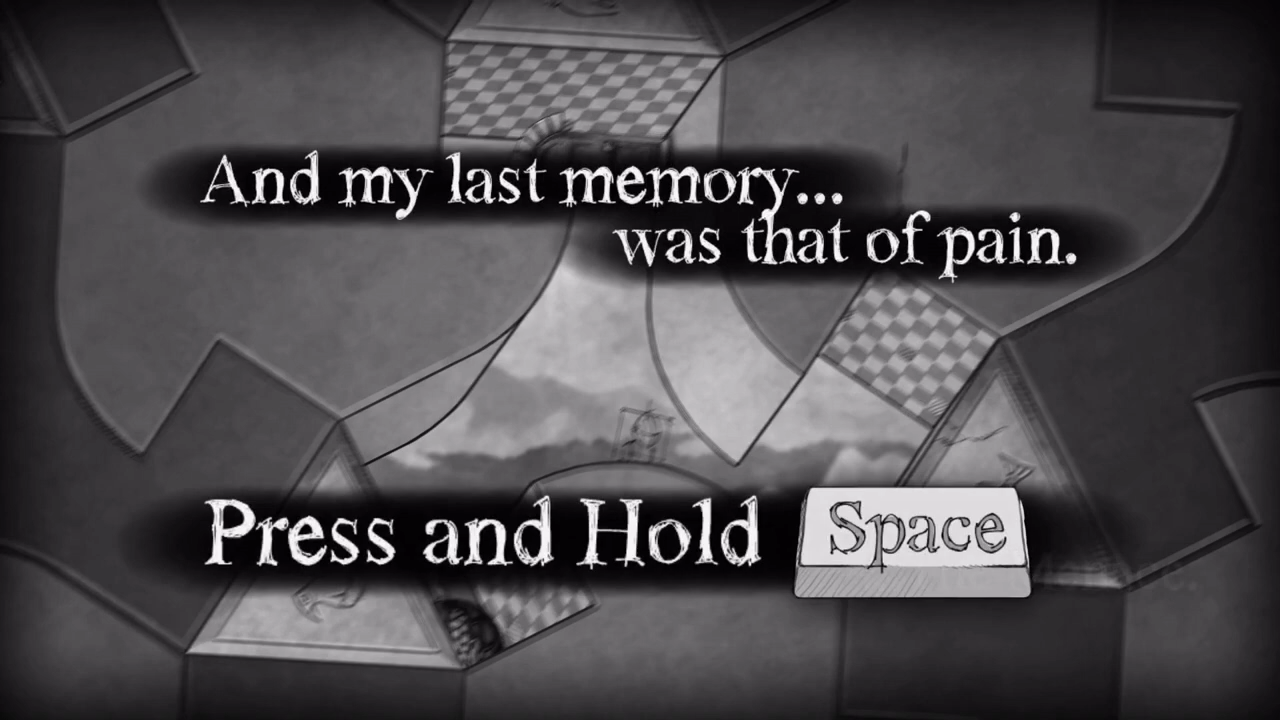 And my last memory...
was that of pain.
Press and Hold Space